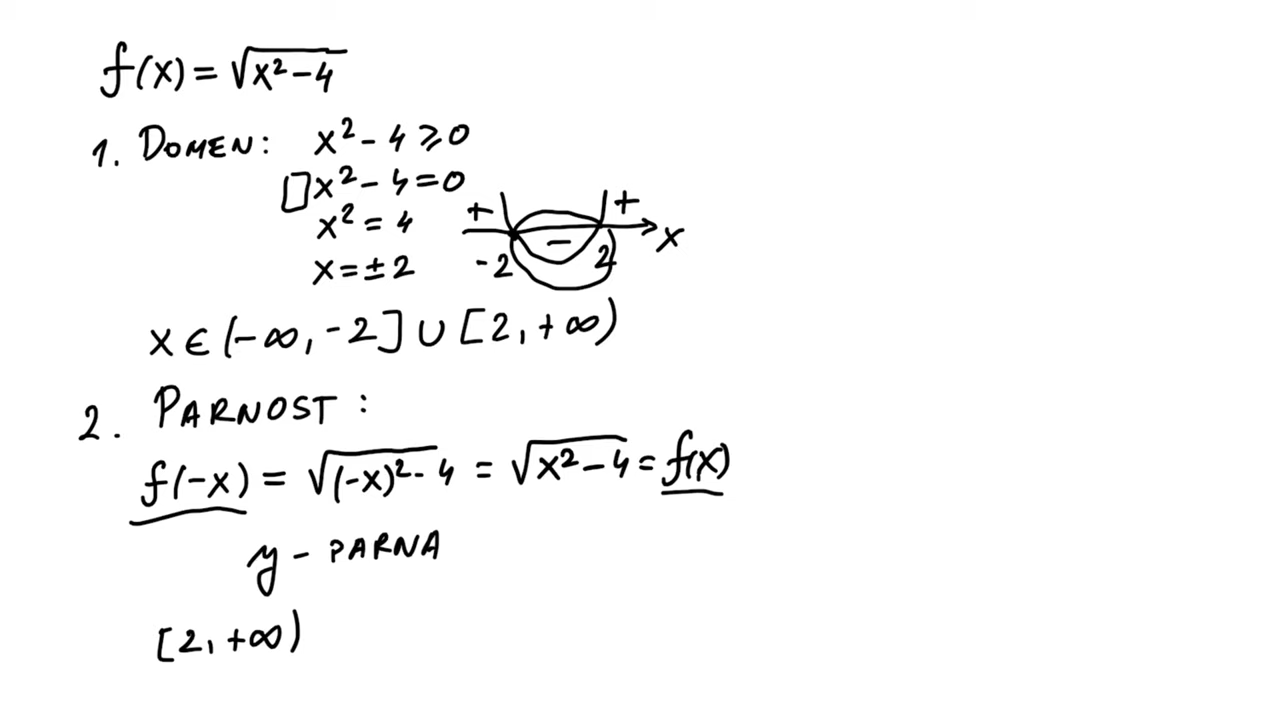 f(x) = √(x² - 4)
1. DOMEN: x² - 4 ≥ 0
x² - 4 = 0
x² = 4
x = ± 2
+ - + x
-2 2
x ∈ (-∞, -2] ∪ [2, +∞)
2. PARNOST:
f(-x) = √((-x)² - 4) = √(x² - 4) = f(x)
y - PARNA
[2, +∞)